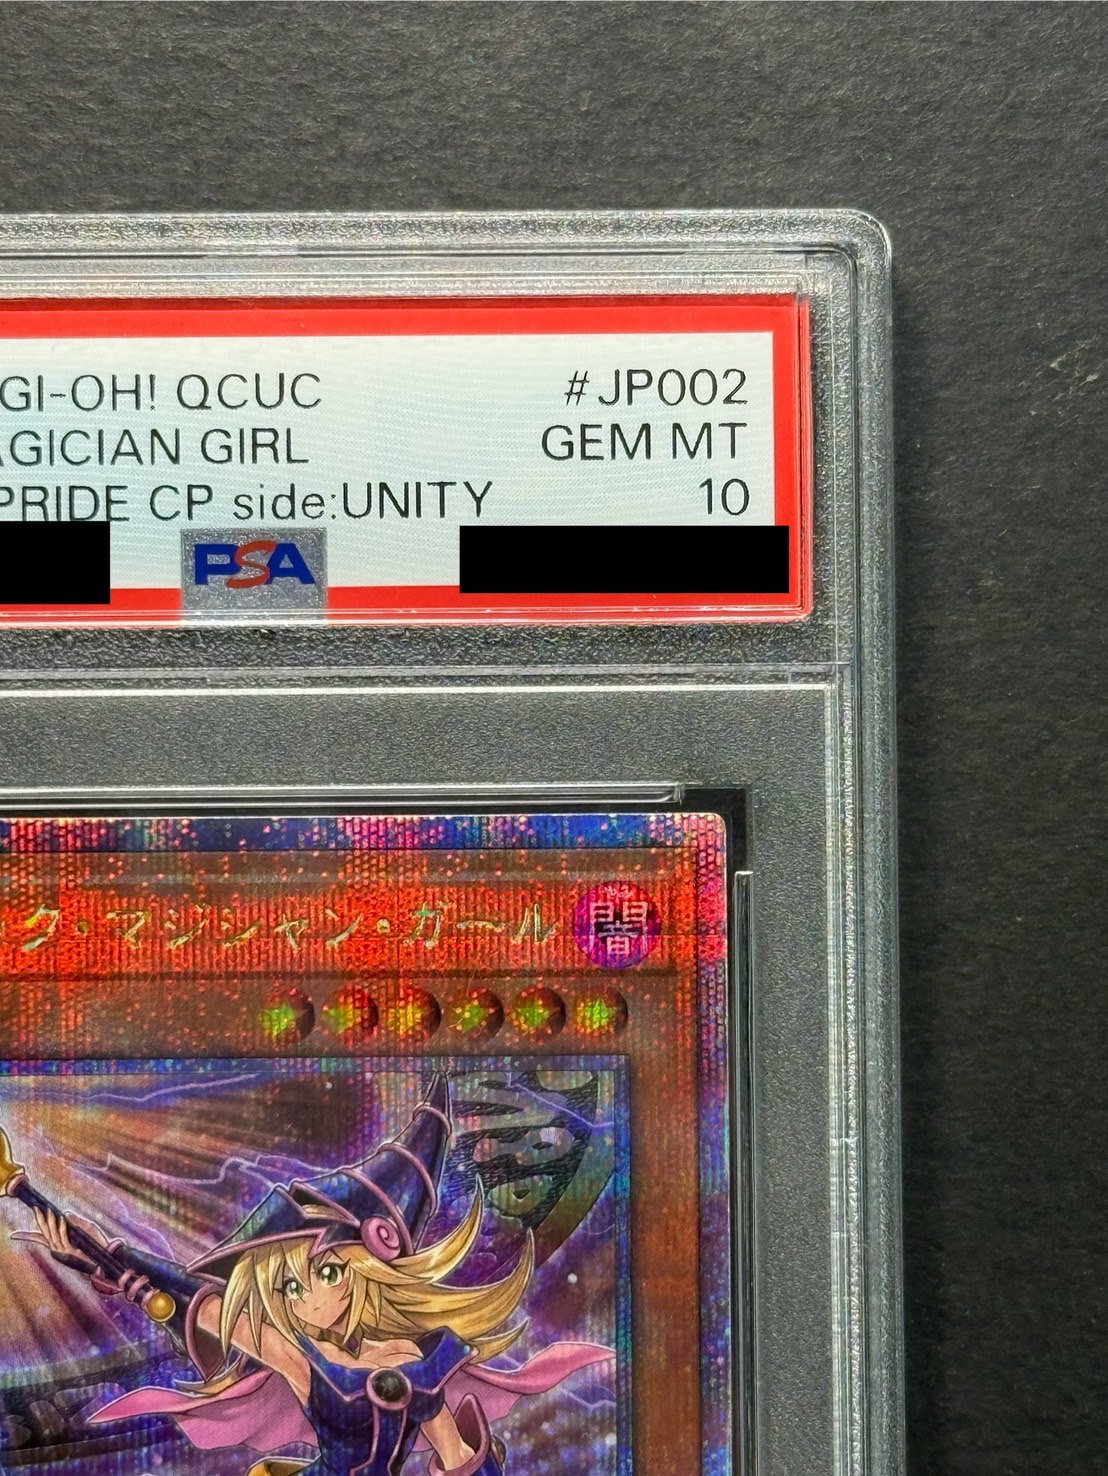 GI-OH! QCUC #JP002
AGICIAN GIRL GEM MT
PRIDE CP side:UNITY 10
PSA
ク・マジシャン・ガール 闇